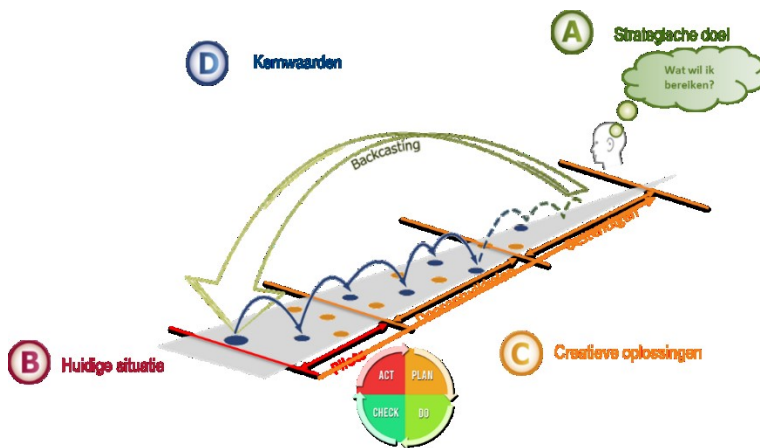 A
Strategische doel
Wat wil ik
bereiken?
D
Kernwaarden
Backcasting
B
Huidige situatie
C
Creatieve oplossingen
ACT
PLAN
CHECK
DO